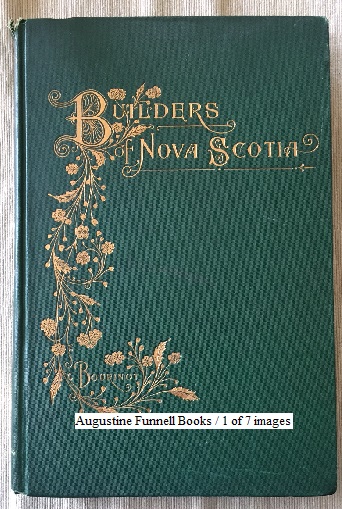 BUILDERS
OF NOVA SCOTIA
BOURINOT
Augustine Funnell Books / 1 of 7 images